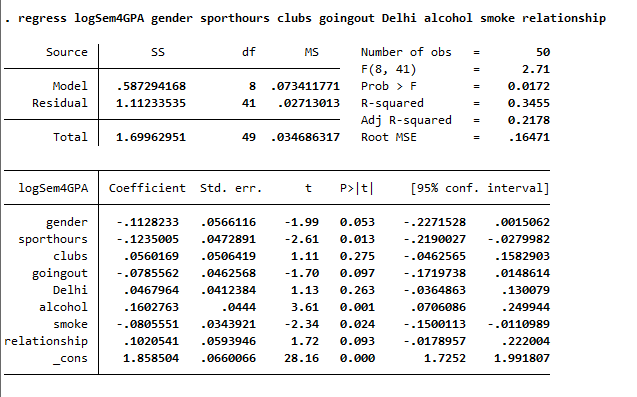 . regress logSem4GPA gender sporthours clubs goingout Delhi alcohol smoke relationship
Source SS df MS Number of obs = 50
F(8, 41) = 2.71
Model .587294168 8 .073411771 Prob > F = 0.0172
Residual 1.11233535 41 .02713013 R-squared = 0.3455
Adj R-squared = 0.2178
Total 1.69962951 49 .034686317 Root MSE = .16471
logSem4GPA Coefficient Std. err. t P>|t| [95% conf. interval]
gender -.1128233 .0566116 -1.99 0.053 -.2271528 .0015062
sporthours -.1235005 .0472891 -2.61 0.013 -.2190027 -.0279982
clubs .0560169 .0506419 1.11 0.275 -.0462565 .1582903
goingout -.0785562 .0462568 -1.70 0.097 -.1719738 .0148614
Delhi .0467964 .0412384 1.13 0.263 -.0364863 .130079
alcohol .1602763 .0444 3.61 0.001 .0706086 .249944
smoke -.0805551 .0343921 -2.34 0.024 -.1500113 -.0110989
relationship .1020541 .0593946 1.72 0.093 -.0178957 .222004
_cons 1.858504 .0660066 28.16 0.000 1.7252 1.991807